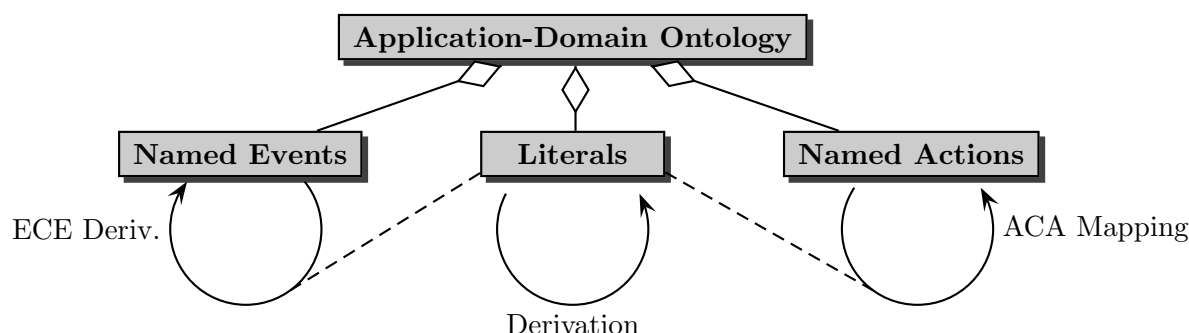 Application-Domain Ontology
Named Events
Literals
Named Actions
ECE Deriv.
ACA Mapping
Derivation